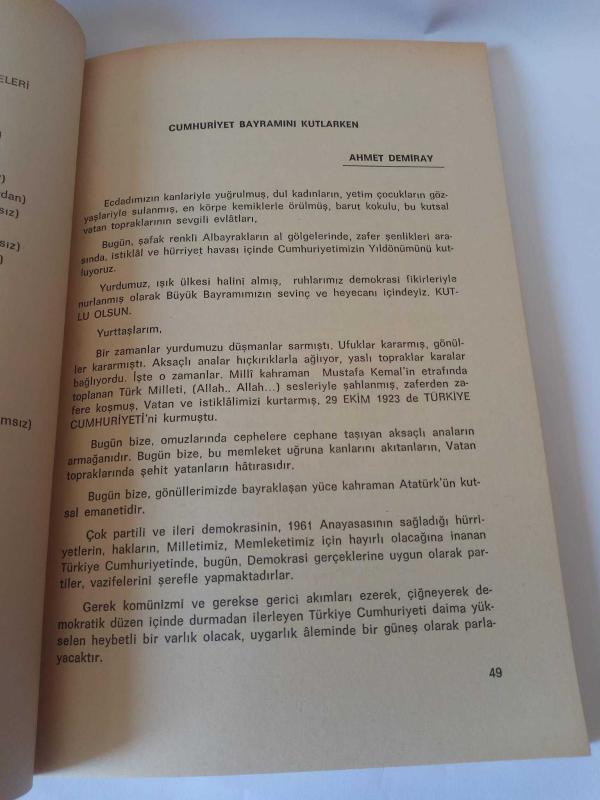 ELERİ
rdan)
sız)
sız)
msız)
CUMHURİYET BAYRAMINI KUTLARKEN
AHMET DEMİRAY
Ecdadımızın kanlariyle yuğrulmuş, dul kadınların, yetim çocukların göz-
yaşlariyle sulanmış, en körpe kemiklerle örülmüş, barut kokulu, bu kutsal
vatan topraklarının sevgili evlâtları,
Bugün, şafak renkli Albayrakların al gölgelerinde, zafer şenlikleri ara-
sında, istiklâl ve hürriyet havası içinde Cumhuriyetimizin Yıldönümünü kut-
luyoruz.
Yurdumuz, ışık ülkesi halini almış, ruhlarımız demokrasi fikirleriyle
nurlanmış olarak Büyük Bayramımızın sevinç ve heyecanı içindeyiz. KUT-
LU OLSUN.
Yurttaşlarım,
Bir zamanlar yurdumuzu düşmanlar sarmıştı. Ufuklar kararmış, gönül-
ler kararmıştı. Aksaçlı analar hıçkırıklarla ağlıyor, yaslı topraklar karalar
bağlıyordu. İşte o zamanlar. Millî kahraman Mustafa Kemal'in etrafında
toplanan Türk Milleti, (Allah.. Allah...) sesleriyle şahlanmış, zaferden za-
fere koşmuş, Vatan ve istiklâlimizi kurtarmış, 29 EKİM 1923 de TÜRKİYE
CUMHURİYETİ'ni kurmuştu.
Bugün bize, omuzlarında cephelere cephane taşıyan aksaçlı anaların
armağanıdır. Bugün bize, bu memleket uğruna kanlarını akıtanların, Vatan
topraklarında şehit yatanların hâtırasıdır.
Bugün bize, gönüllerimizde bayraklaşan yüce kahraman Atatürk'ün kut-
sal emanetidir.
Çok partili ve ileri demokrasinin, 1961 Anayasasının sağladığı hürri-
yetlerin, hakların, Milletimiz, Memleketimiz için hayırlı olacağına inanan
Türkiye Cumhuriyetinde, bugün, Demokrasi gerçeklerine uygun olarak par-
tiler, vazifelerini şerefle yapmaktadırlar.
Gerek komünizmi ve gerekse gerici akımları ezerek, çiğneyerek de-
mokratik düzen içinde durmadan ilerleyen Türkiye Cumhuriyeti daima yük-
selen heybetli bir varlık olacak, uygarlık âleminde bir güneş olarak parla-
yacaktır.
49